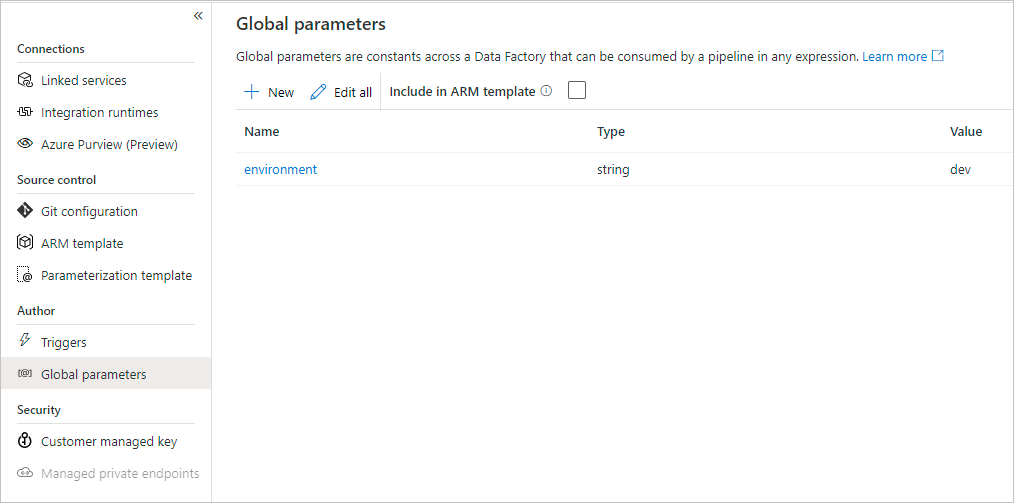 Connections
Linked services
Integration runtimes
Azure Purview (Preview)
Source control
Git configuration
ARM template
Parameterization template
Author
Triggers
Global parameters
Security
Customer managed key
Managed private endpoints
Global parameters
Global parameters are constants across a Data Factory that can be consumed by a pipeline in any expression. Learn more
New Edit all Include in ARM template
Name Type Value
environment string dev